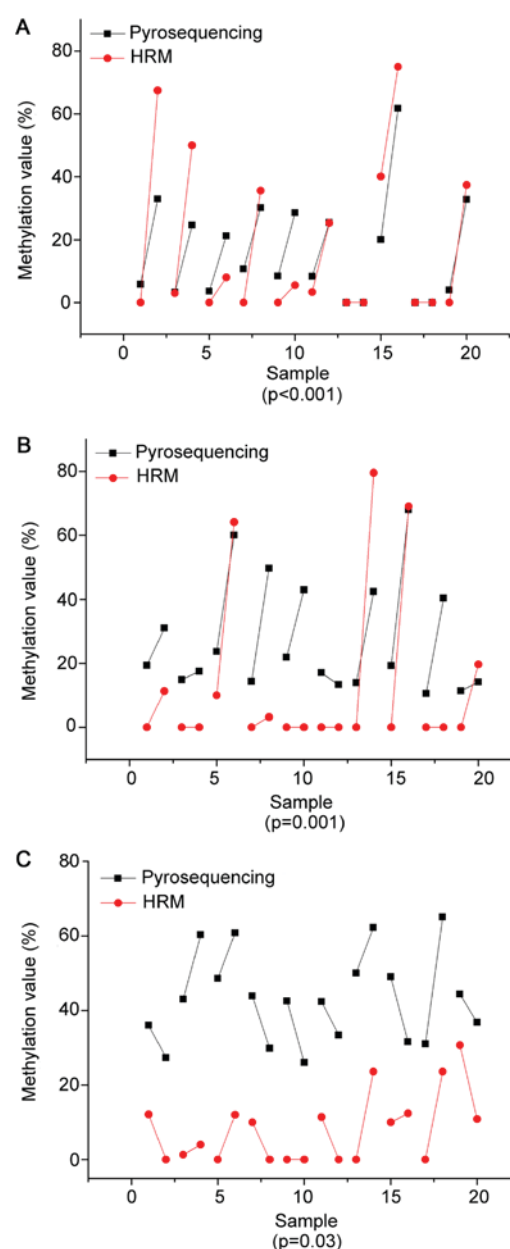 A
Pyrosequencing
HRM
Methylation value (%)
80
60
40
20
0
0 5 10 15 20
Sample
(p<0.001)
B
Pyrosequencing
HRM
Methylation value (%)
80
60
40
20
0
0 5 10 15 20
Sample
(p=0.001)
C
Pyrosequencing
HRM
Methylation value (%)
80
60
40
20
0
0 5 10 15 20
Sample
(p=0.03)